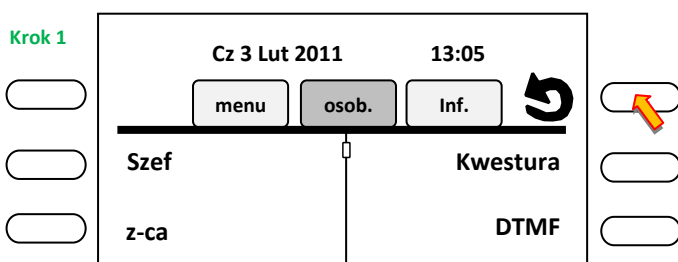 Krok 1
Cz 3 Lut 2011 13:05
menu osob. Inf.
Szef Kwestura
z-ca DTMF